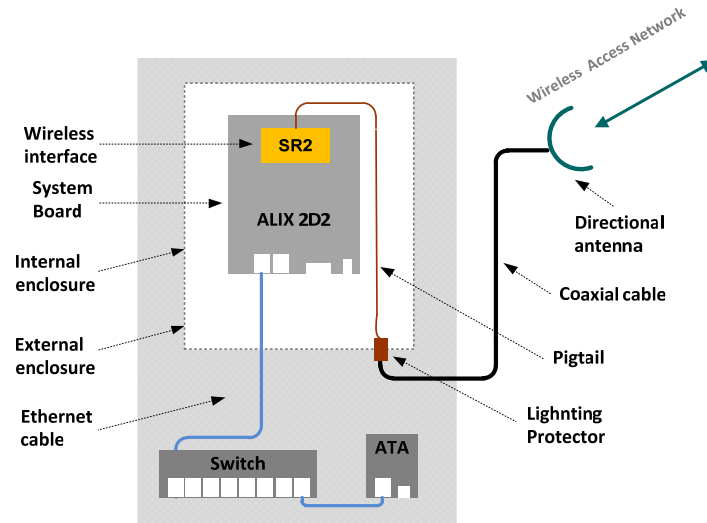 Wireless Access Network
Wireless
interface
SR2
System
Board
ALIX 2D2
Directional
antenna
Internal
enclosure
Coaxial cable
External
enclosure
Pigtail
Ethernet
cable
Lighnting
Protector
Switch
ATA